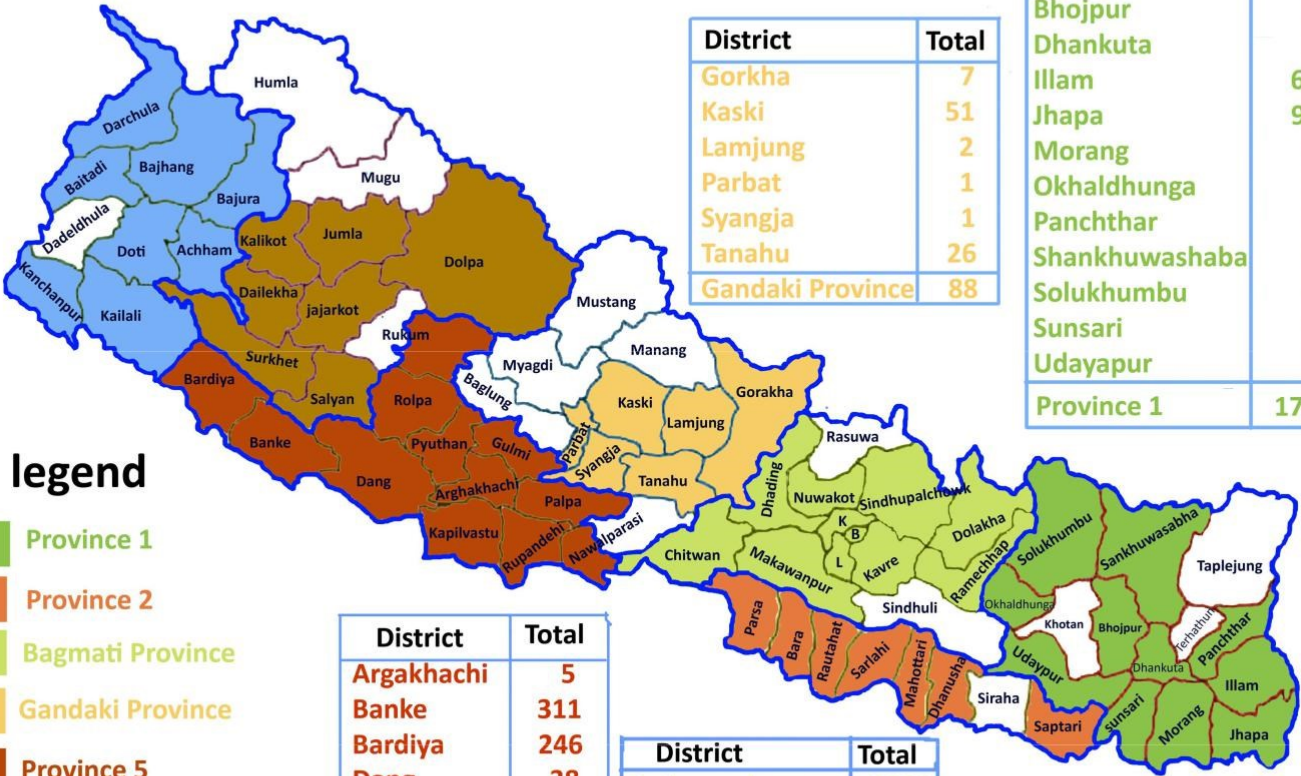 Humla
Darchula
Baitadi
Bajhang
Bajura
Mugu
Dadeldhula
Doti
Achham
Kalikot
Jumla
Dolpa
Kanchanpur
Kailali
Dailekha
jajarkot
Rukum
Surkhet
Salyan
Mustang
Manang
Myagdi
Baglung
Bardiya
Rolpa
Kaski
Lamjung
Gorakha
Banke
Pyuthan
Gulmi
Parbat
Syangja
Tanahu
Dang
Arghakhachi
Palpa
Kapilvastu
Rupandehi
Nawalparasi
Rasuwa
Dhading
Nuwakot
Sindhupalchowk
K
B
L
Kavre
Dolakha
Ramechhap
Chitwan
Makawanpur
Sindhuli
Solukhumbu
Sankhuwasabha
Taplejung
Okhaldhunga
Khotan
Bhojpur
Terhathun
Panchthar
Dhankuta
Udaypur
Illam
Parsa
Bara
Rautahat
Sarlahi
Mahottari
Dhanusha
Siraha
Saptari
sunsari
Morang
Jhapa
District Total
Gorkha 7
Kaski 51
Lamjung 2
Parbat 1
Syangja 1
Tanahu 26
Gandaki Province 88
Bhojpur
Dhankuta
Illam 6
Jhapa 9
Morang
Okhaldhunga
Panchthar
Shankhuwashaba
Solukhumbu
Sunsari
Udayapur
Province 1 17
legend
Province 1
Province 2
Bagmati Province
Gandaki Province
Province 5
District Total
Argakhachi 5
Banke 311
Bardiya 246
Dang 28
District Total